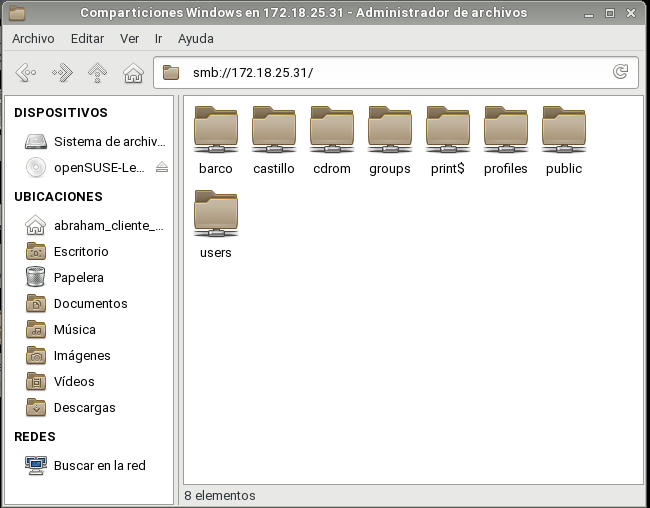 Comparticiones Windows en 172.18.25.31 - Administrador de archivos
Archivo Editar Ver Ir Ayuda
smb://172.18.25.31/
DISPOSITIVOS
Sistema de archiv...
openSUSE-Le...
UBICACIONES
abraham_cliente_...
Escritorio
Papelera
Documentos
Música
Imágenes
Vídeos
Descargas
REDES
Buscar en la red
barco castillo cdrom groups print$ profiles public
users
8 elementos